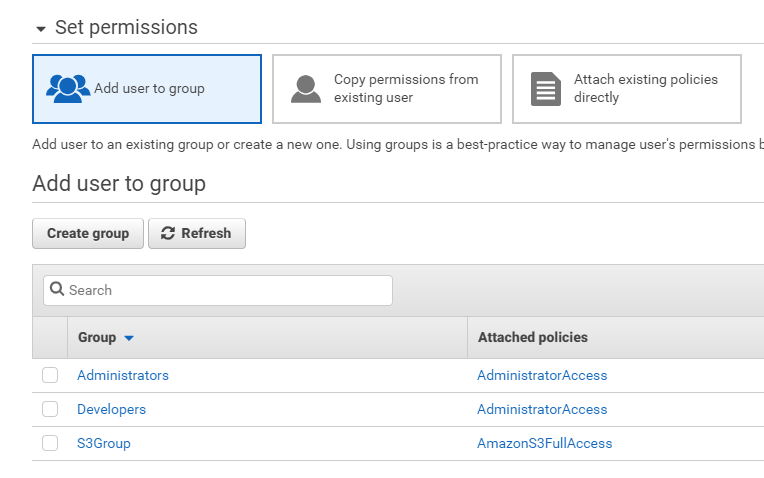 Set permissions
Add user to group
Copy permissions from
existing user
Attach existing policies
directly
Add user to an existing group or create a new one. Using groups is a best-practice way to manage user's permissions b
Add user to group
Create group
Refresh
Search
Group
Attached policies
Administrators
AdministratorAccess
Developers
AdministratorAccess
S3Group
AmazonS3FullAccess